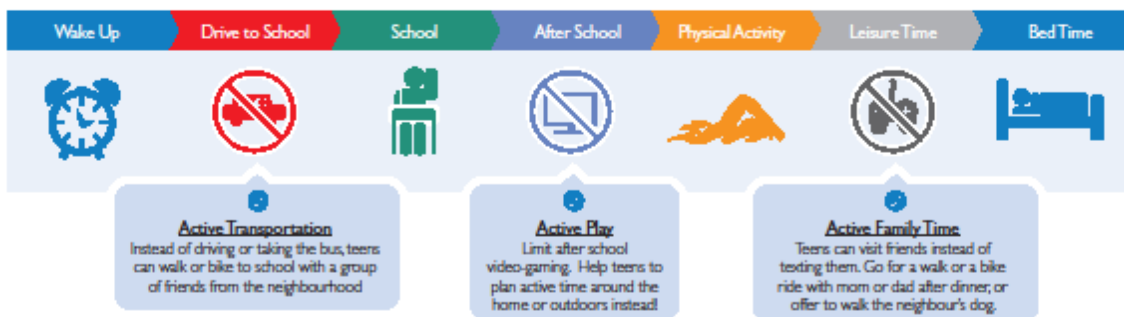 Wake Up
Drive to School
School
After School
Physical Activity
Leisure Time
Bed Time
Active Transportation
Instead of driving or taking the bus, teens
can walk or bike to school with a group
of friends from the neighbourhood
Active Play
Limit after school
video-gaming. Help teens to
plan active time around the
home or outdoors instead!
Active Family Time
Teens can visit friends instead of
texting them. Go for a walk or a bike
ride with mom or dad after dinner, or
offer to walk the neighbour's dog.